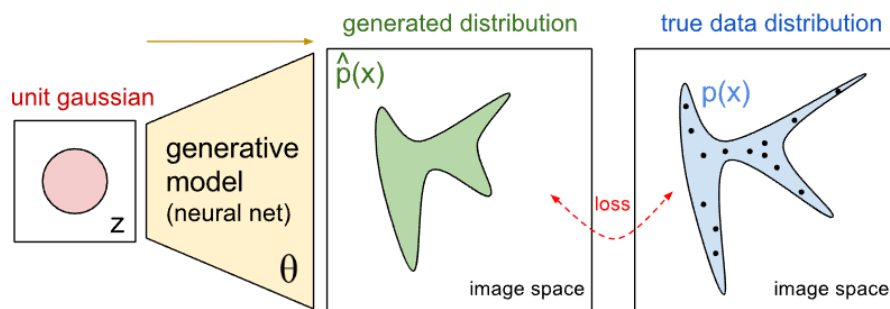 generated distribution
true data distribution
unit gaussian
z
generative
model
(neural net)
θ
p̂(x)
image space
loss
p(x)
image space